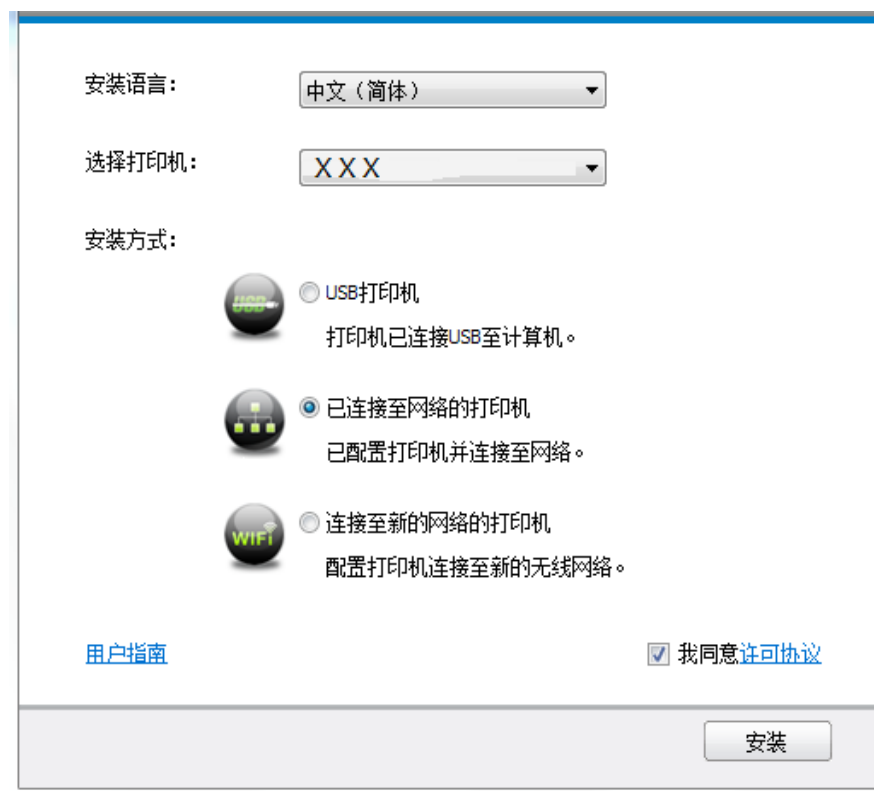 安装语言：
中文（简体）
选择打印机：
XXX
安装方式：
USB
USB打印机
打印机已连接USB至计算机。
已连接至网络的打印机
已配置打印机并连接至网络。
WIFI
连接至新的网络的打印机
配置打印机连接至新的无线网络。
用户指南
我同意许可协议
安装